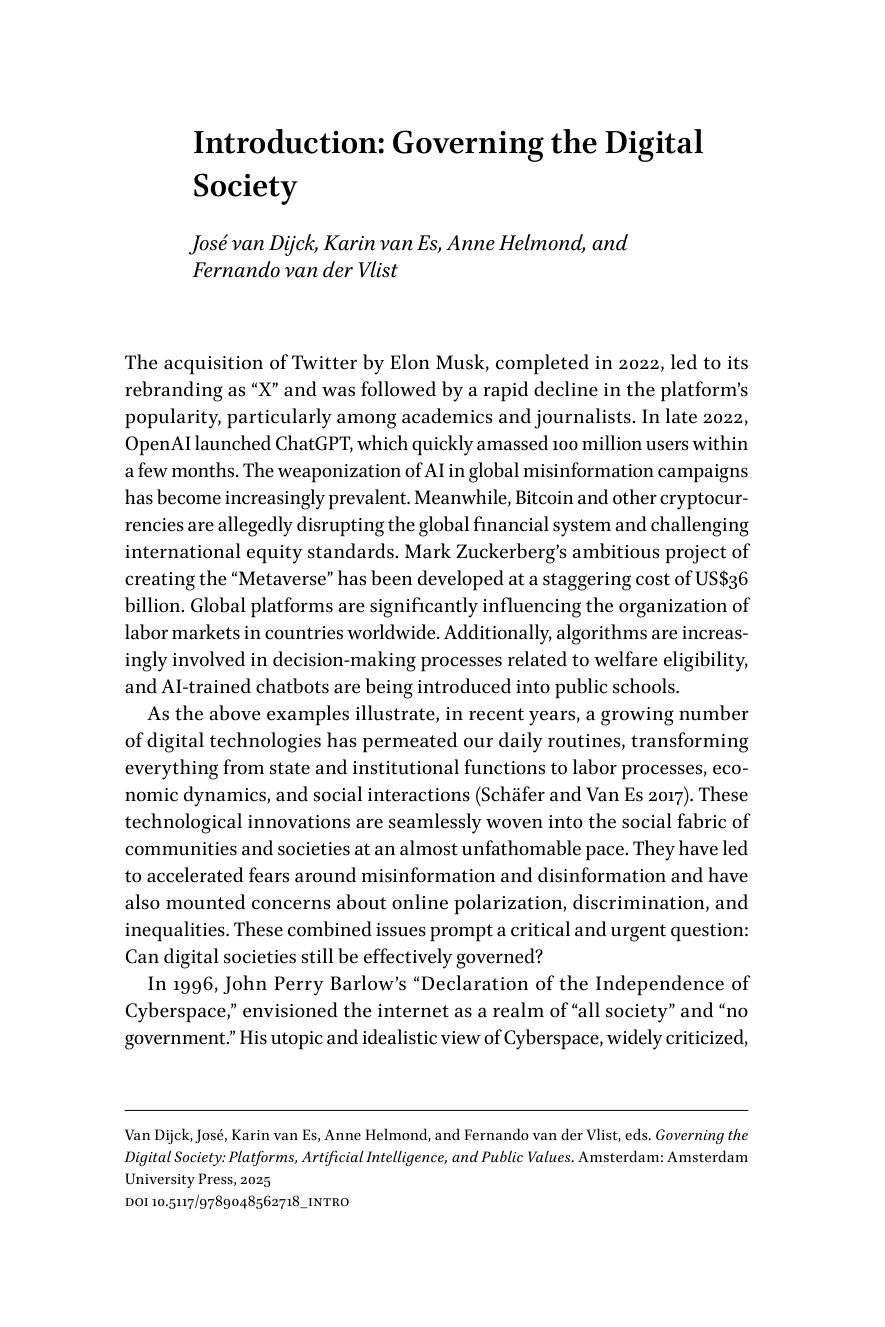 Introduction: Governing the Digital
Society
José van Dijck, Karin van Es, Anne Helmond, and
Fernando van der Vlist
The acquisition of Twitter by Elon Musk, completed in 2022, led to its
rebranding as “X” and was followed by a rapid decline in the platform’s
popularity, particularly among academics and journalists. In late 2022,
OpenAI launched ChatGPT, which quickly amassed 100 million users within
a few months. The weaponization of AI in global misinformation campaigns
has become increasingly prevalent. Meanwhile, Bitcoin and other cryptocur-
rencies are allegedly disrupting the global financial system and challenging
international equity standards. Mark Zuckerberg’s ambitious project of
creating the “Metaverse” has been developed at a staggering cost of US$36
billion. Global platforms are significantly influencing the organization of
labor markets in countries worldwide. Additionally, algorithms are increas-
ingly involved in decision-making processes related to welfare eligibility,
and AI-trained chatbots are being introduced into public schools.
As the above examples illustrate, in recent years, a growing number
of digital technologies has permeated our daily routines, transforming
everything from state and institutional functions to labor processes, eco-
nomic dynamics, and social interactions (Schäfer and Van Es 2017). These
technological innovations are seamlessly woven into the social fabric of
communities and societies at an almost unfathomable pace. They have led
to accelerated fears around misinformation and disinformation and have
also mounted concerns about online polarization, discrimination, and
inequalities. These combined issues prompt a critical and urgent question:
Can digital societies still be effectively governed?
In 1996, John Perry Barlow’s “Declaration of the Independence of
Cyberspace,” envisioned the internet as a realm of “all society” and “no
government.” His utopic and idealistic view of Cyberspace, widely criticized,
Van Dijck, José, Karin van Es, Anne Helmond, and Fernando van der Vlist, eds. Governing the
Digital Society: Platforms, Artificial Intelligence, and Public Values. Amsterdam: Amsterdam
University Press, 2025
DOI 10.5117/9789048562718_INTRO